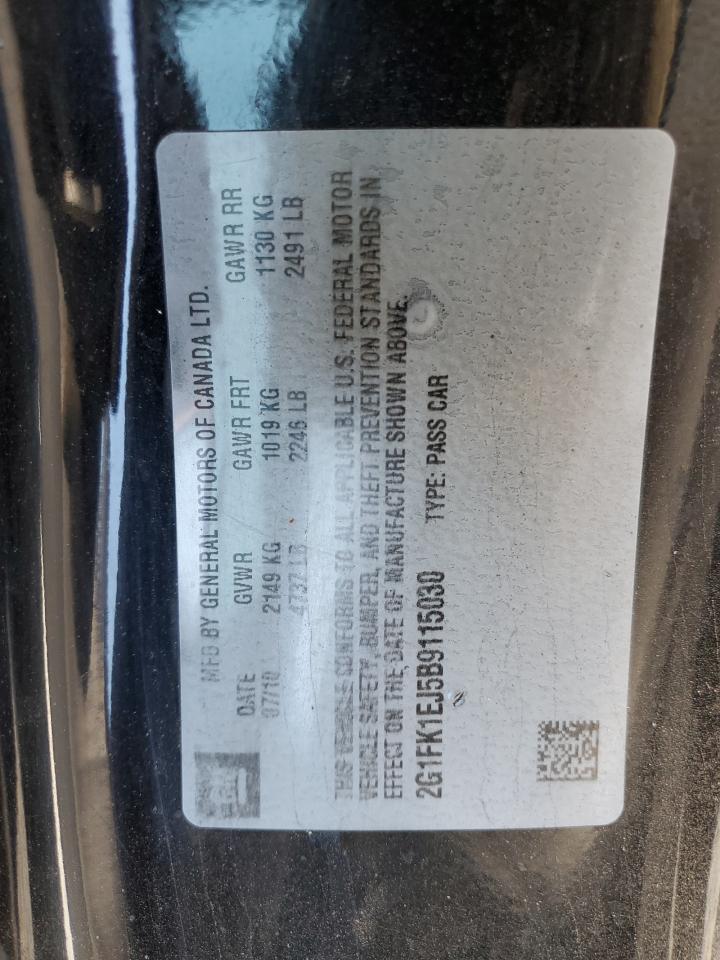 MFD BY GENERAL MOTORS OF CANADA LTD.
DATE GVWR GAWR FRT GAWR RR
07/10 2149 KG 1019 KG 1130 KG
4737 LB 2246 LB 2491 LB
THIS VEHICLE CONFORMS TO ALL APPLICABLE U.S. FEDERAL MOTOR
VEHICLE SAFETY, BUMPER, AND THEFT PREVENTION STANDARDS IN
EFFECT ON THE DATE OF MANUFACTURE SHOWN ABOVE.
2G1FK1EJ5B9115030 TYPE: PASS CAR